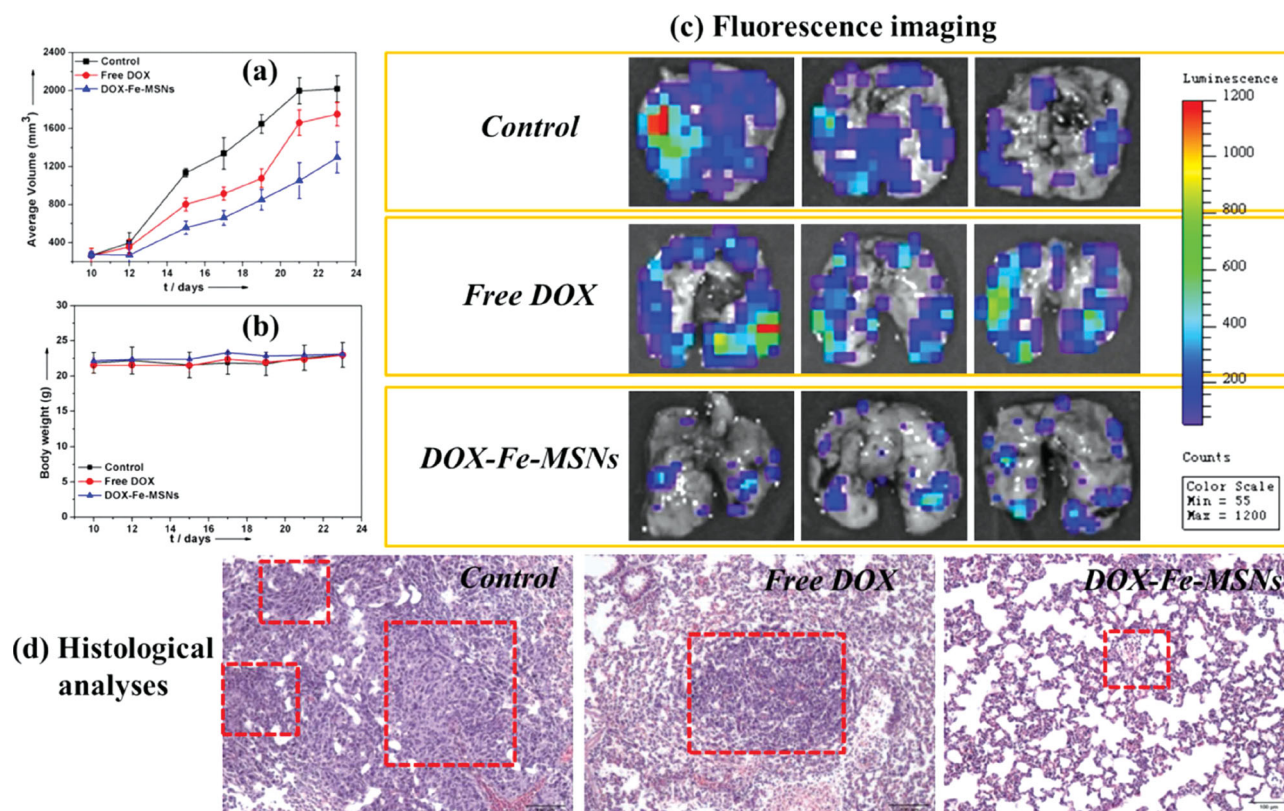 (c) Fluorescence imaging
(a)
Control
Free DOX
DOX-Fe-MSNs
Average Volume (mm³)
2400
2000
1600
1200
800
400
10 12 14 16 18 20 22 24
t / days
(b)
Body weight (g)
30
25
20
15
10
5
0
Control
Free DOX
DOX-Fe-MSNs
10 12 14 16 18 20 22 24
t / days
Control
Free DOX
DOX-Fe-MSNs
Luminescence
1200
1000
800
600
400
200
Counts
Color Scale
Min = 55
Max = 1200
(d) Histological
analyses
Control
Free DOX
DOX-Fe-MSNs